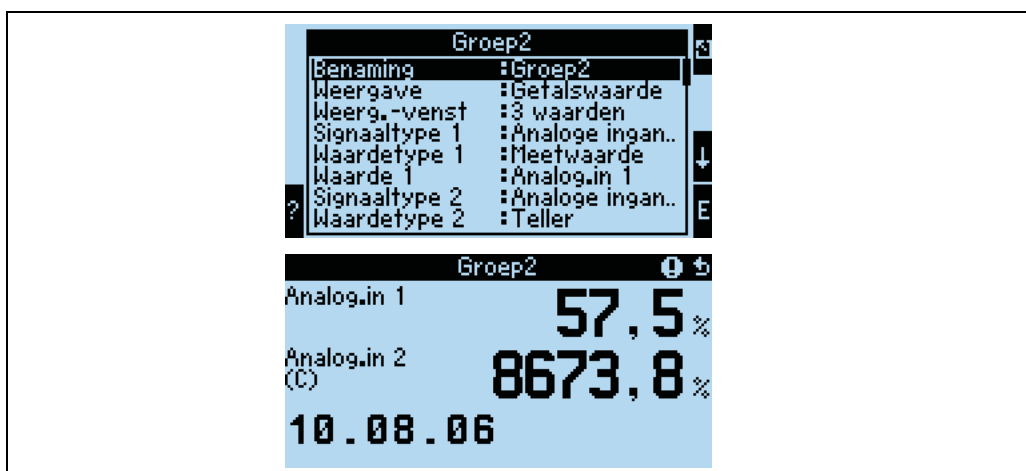 Groep2
Benaming :Groep2
Weergave :Getalswaarde
Weerg.-venst :3 waarden
Signaaltype 1 :Analoge ingan..
Waardetype 1 :Meetwaarde
Waarde 1 :Analog.in 1
Signaaltype 2 :Analoge ingan..
Waardetype 2 :Teller
? E
Groep2
Analog.in 1 57,5 %
Analog.in 2 8673,8 %
(C)
10.08.06